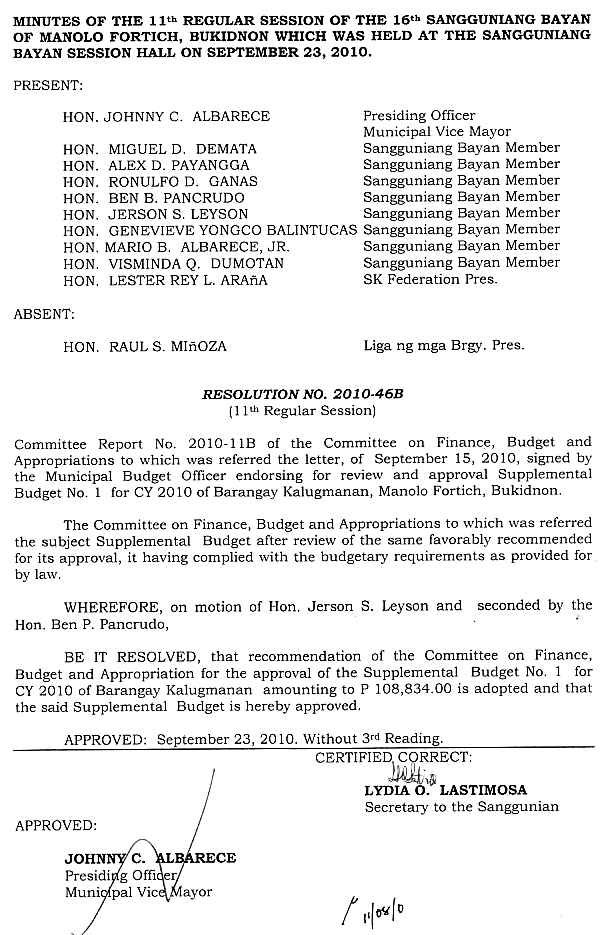 MINUTES OF THE 11th REGULAR SESSION OF THE 16th SANGGUNIANG BAYAN
OF MANOLO FORTICH, BUKIDNON WHICH WAS HELD AT THE SANGGUNIANG
BAYAN SESSION HALL ON SEPTEMBER 23, 2010.
PRESENT:
HON. JOHNNY C. ALBARECE Presiding Officer
Municipal Vice Mayor
HON. MIGUEL D. DEMATA Sangguniang Bayan Member
HON. ALEX D. PAYANGGA Sangguniang Bayan Member
HON. RONULFO D. GANAS Sangguniang Bayan Member
HON. BEN B. PANCRUDO Sangguniang Bayan Member
HON. JERSON S. LEYSON Sangguniang Bayan Member
HON. GENEVIEVE YONGCO BALINTUCAS Sangguniang Bayan Member
HON. MARIO B. ALBARECE, JR. Sangguniang Bayan Member
HON. VISMINDA Q. DUMOTAN Sangguniang Bayan Member
HON. LESTER REY L. ARAñA SK Federation Pres.
ABSENT:
HON. RAUL S. MIñOZA Liga ng mga Brgy. Pres.
RESOLUTION NO. 2010-46B
(11th Regular Session)
Committee Report No. 2010-11B of the Committee on Finance, Budget and
Appropriations to which was referred the letter, of September 15, 2010, signed by
the Municipal Budget Officer endorsing for review and approval Supplemental
Budget No. 1 for CY 2010 of Barangay Kalugmanan, Manolo Fortich, Bukidnon.
The Committee on Finance, Budget and Appropriations to which was referred
the subject Supplemental Budget after review of the same favorably recommended
for its approval, it having complied with the budgetary requirements as provided for
by law.
WHEREFORE, on motion of Hon. Jerson S. Leyson and seconded by the
Hon. Ben P. Pancrudo,
BE IT RESOLVED, that recommendation of the Committee on Finance,
Budget and Appropriation for the approval of the Supplemental Budget No. 1 for
CY 2010 of Barangay Kalugmanan amounting to P 108,834.00 is adopted and that
the said Supplemental Budget is hereby approved.
APPROVED: September 23, 2010. Without 3rd Reading.
CERTIFIED CORRECT:
LYDIA O. LASTIMOSA
Secretary to the Sanggunian
APPROVED:
JOHNNY C. ALBARECE
Presiding Officer
Municipal Vice Mayor
11/08/0